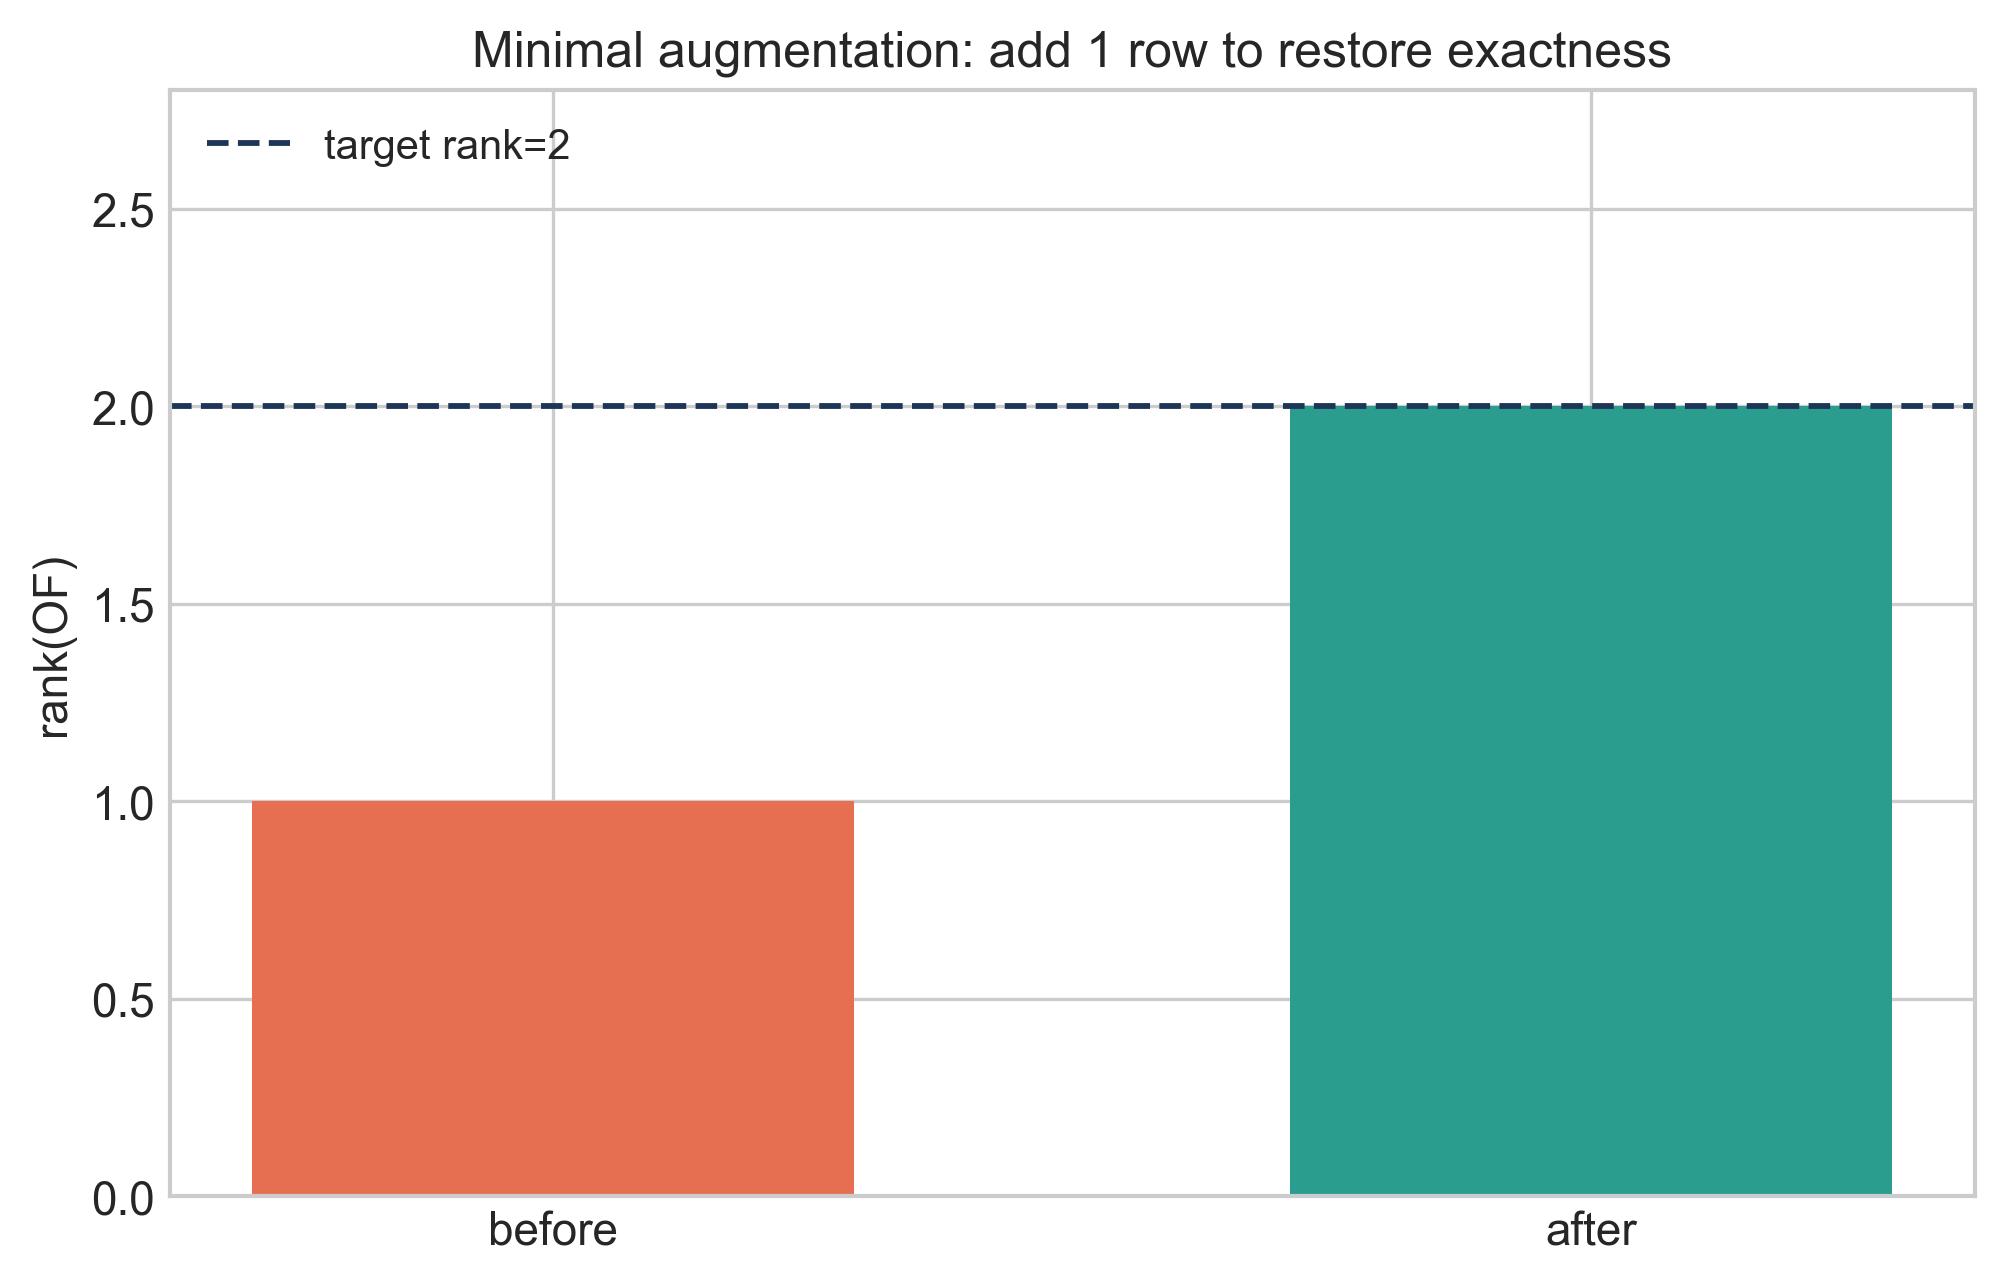 Minimal augmentation: add 1 row to restore exactness
target rank=2
2.5
2.0
1.5
1.0
0.5
0.0
rank(OF)
before
after